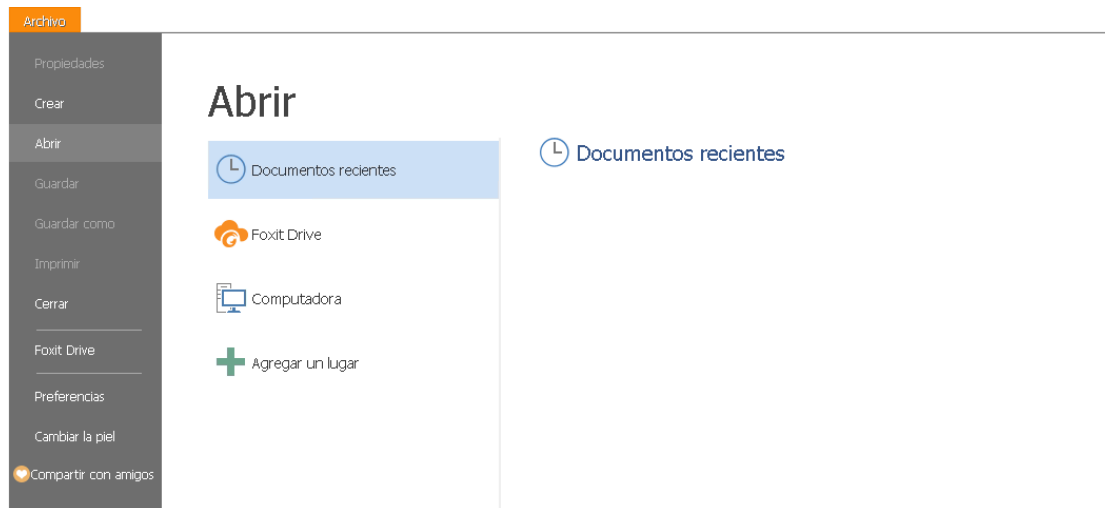 Archivo
Propiedades
Crear
Abrir
Guardar
Guardar como
Imprimir
Cerrar
Foxit Drive
Preferencias
Cambiar la piel
Compartir con amigos
Abrir
Documentos recientes
Foxit Drive
Computadora
Agregar un lugar
Documentos recientes